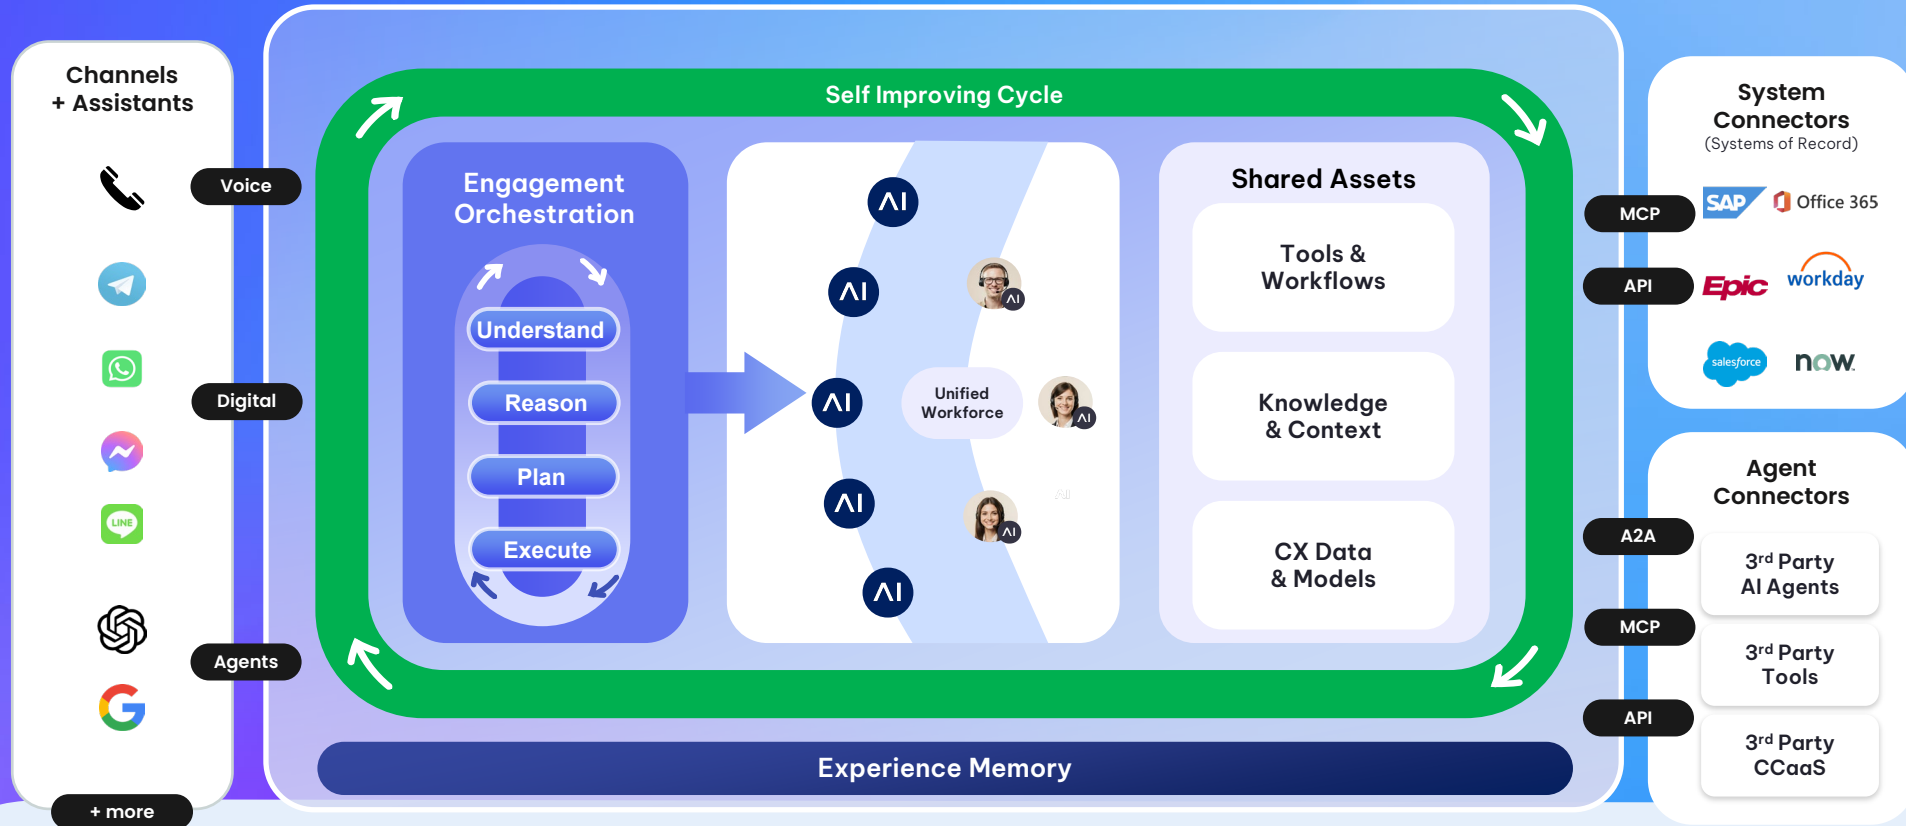 Channels
+ Assistants
Voice
Digital
LINE
Agents
+ more
Self Improving Cycle
Engagement
Orchestration
Understand
Reason
Plan
Execute
AI
AI
AI
AI
AI
AI
AI
AI
AI
Unified
Workforce
Shared Assets
Tools &
Workflows
Knowledge
& Context
CX Data
& Models
Experience Memory
System
Connectors
(Systems of Record)
MCP
API
SAP
Office 365
Epic
workday
salesforce
now
Agent
Connectors
A2A
3rd Party
AI Agents
MCP
3rd Party
Tools
API
3rd Party
CCaaS